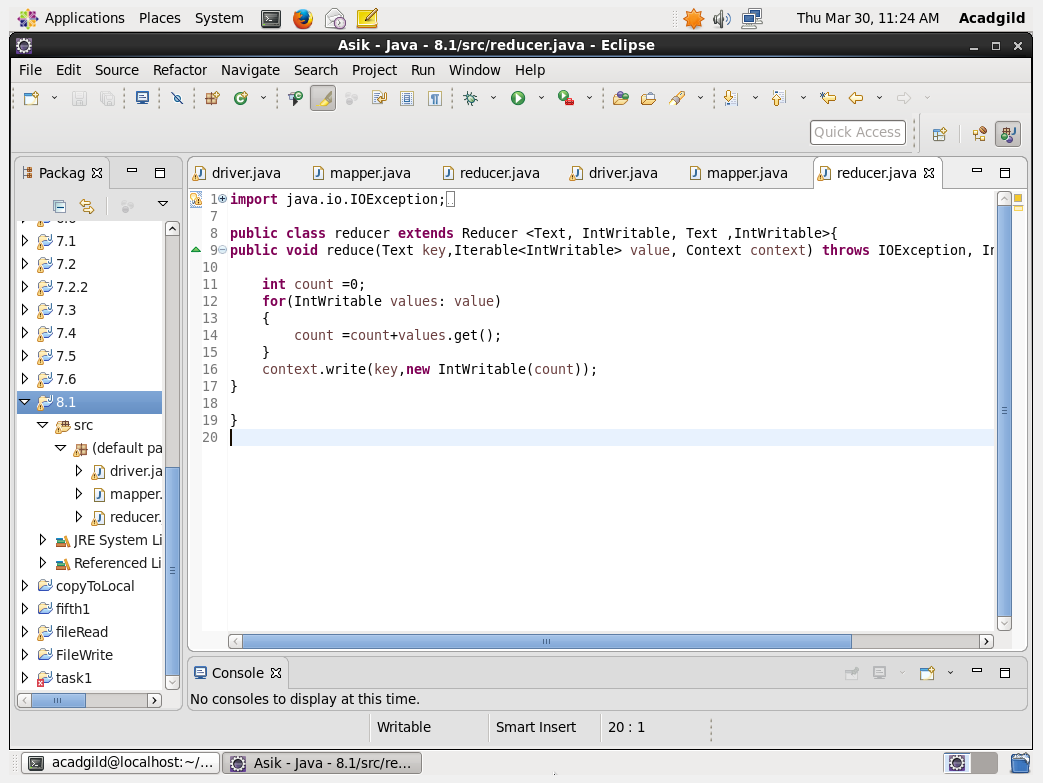 Applications Places System Thu Mar 30, 11:24 AM Acadgild
Asik - Java - 8.1/src/reducer.java - Eclipse
File Edit Source Refactor Navigate Search Project Run Window Help
Quick Access
Packag
driver.java mapper.java reducer.java driver.java mapper.java reducer.java
7.1
7.2
7.2.2
7.3
7.4
7.5
7.6
8.1
src
(default pa
driver.ja
mapper.
reducer.
JRE System Li
Referenced Li
copyToLocal
fifth1
fileRead
FileWrite
task1
1 import java.io.IOException;
7
8 public class reducer extends Reducer <Text, IntWritable, Text ,IntWritable>{
9 public void reduce(Text key,Iterable<IntWritable> value, Context context) throws IOException, In
10
11 int count =0;
12 for(IntWritable values: value)
13 {
14 count =count+values.get();
15 }
16 context.write(key,new IntWritable(count));
17 }
18
19 }
20
Console
No consoles to display at this time.
Writable Smart Insert 20 : 1
acadgild@localhost:~/... Asik - Java - 8.1/src/re...